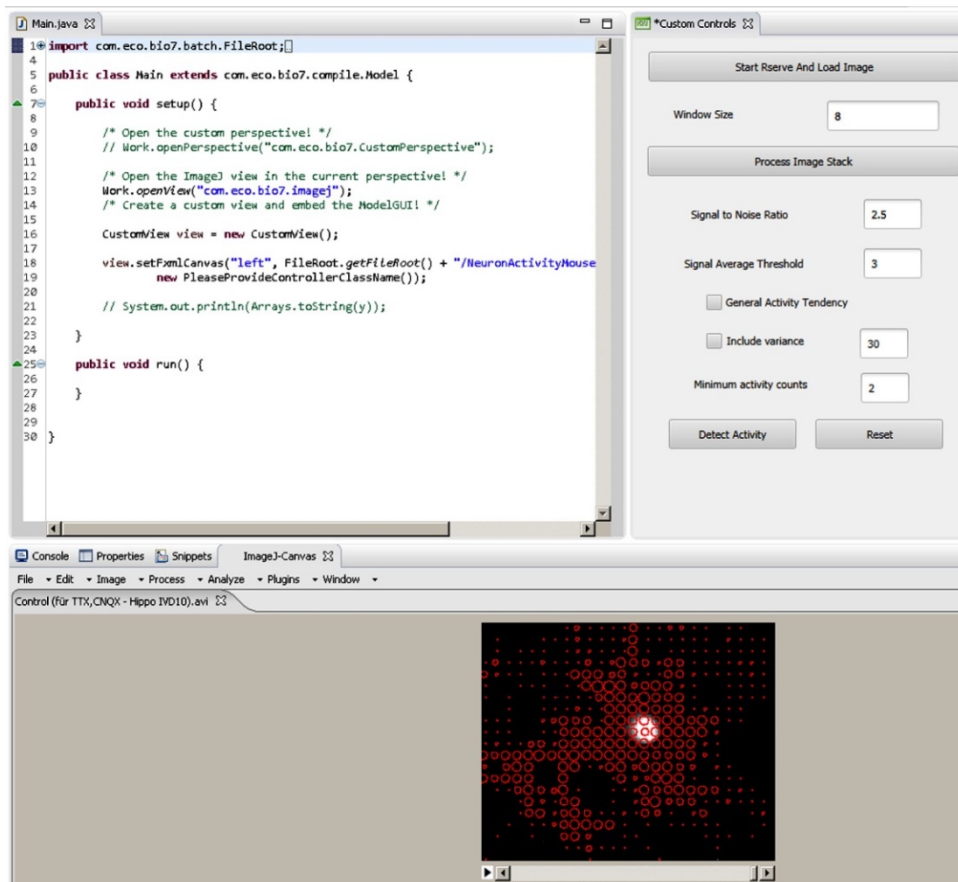 Main.java
1 import com.eco.bio7.batch.FileRoot;
4
5 public class Main extends com.eco.bio7.compile.Model {
6
7 public void setup() {
8
9 /* Open the custom perspective! */
10 // Work.openPerspective("com.eco.bio7.CustomPerspective");
11
12 /* Open the ImageJ view in the current perspective! */
13 Work.openView("com.eco.bio7.imagej");
14 /* Create a custom view and embed the ModelGUI! */
15
16 CustomView view = new CustomView();
17
18 view.setFxmlCanvas("left", FileRoot.getFileRoot() + "/NeuronActivityMouse
19 new PleaseProvideControllerClassName());
20
21 // System.out.println(Arrays.toString(y));
22
23 }
24
25 public void run() {
26
27 }
28
29
30 }
*Custom Controls
Start Rserve And Load Image
Window Size 8
Process Image Stack
Signal to Noise Ratio 2.5
Signal Average Threshold 3
General Activity Tendency
Include variance 30
Minimum activity counts 2
Detect Activity Reset
Console Properties Snippets ImageJ-Canvas
File Edit Image Process Analyze Plugins Window
Control (für TTX,CNQX - Hippo IVD10).avi